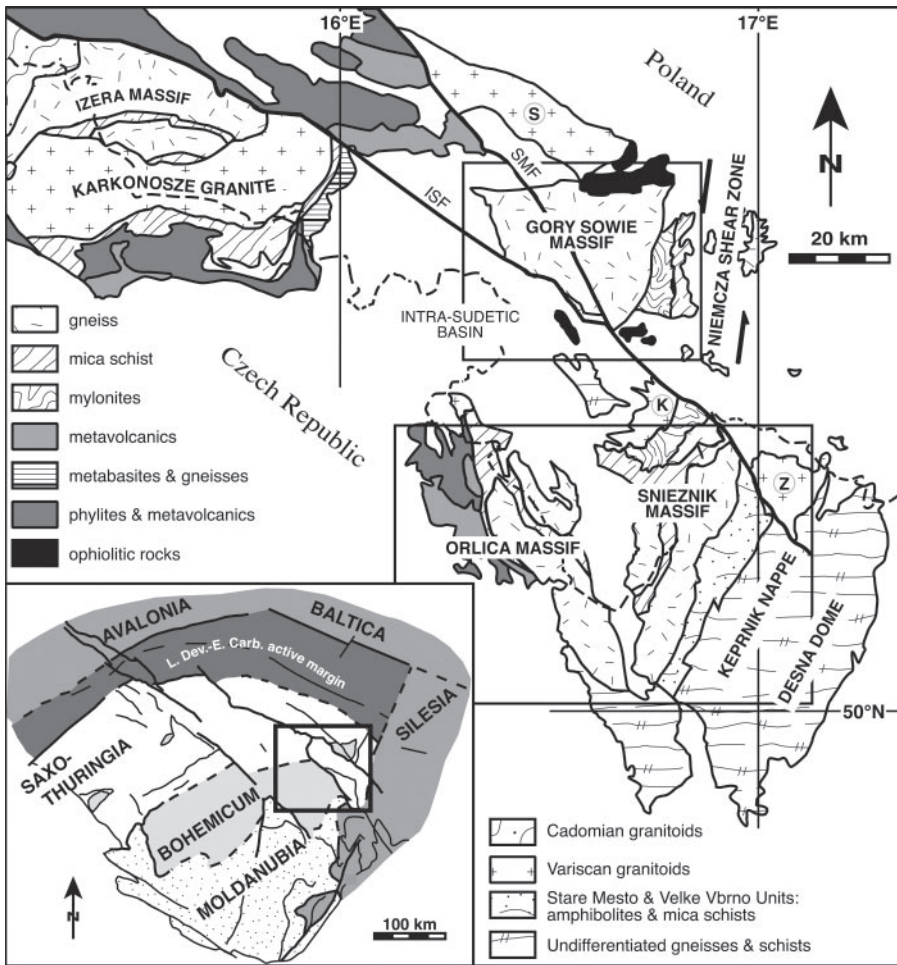 16°E
17°E
Poland
IZERA MASSIF
S
N
KARKONOSZE GRANITE
ISF
SMF
GORY SOWIE
MASSIF
NIEMCZA SHEAR ZONE
20 km
INTRA-SUDETIC
BASIN
Czech Republic
gneiss
mica schist
mylonites
metavolcanics
metabasites & gneisses
phylites & metavolcanics
ophiolitic rocks
K
Z
SNIEZNIK
MASSIF
ORLICA MASSIF
KEPRNIK NAPPE
DESNA DOME
50°N
AVALONIA
BALTICA
L. Dev.-E. Carb. active margin
SILESIA
SAXO-
THURINGIA
BOHEMICUM
MOLDANUBIA
N
100 km
Cadomian granitoids
Variscan granitoids
Stare Mesto & Velke Vbrno Units:
amphibolites & mica schists
Undifferentiated gneisses & schists